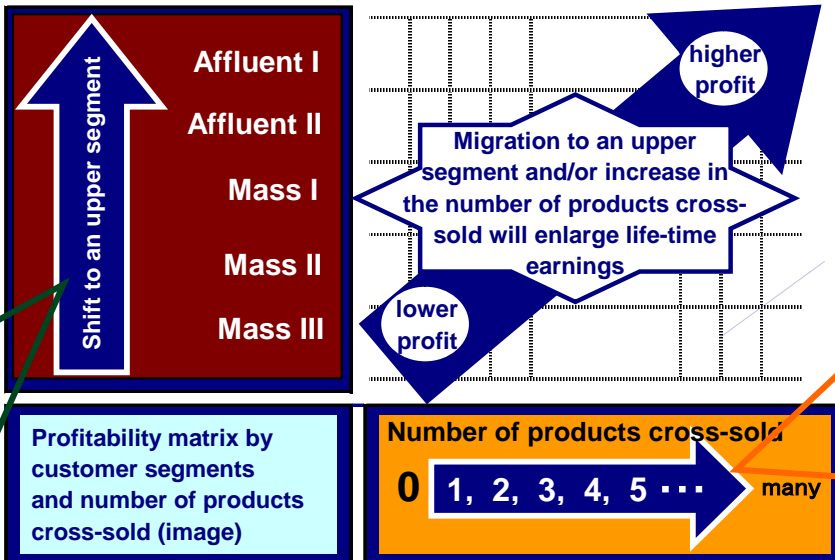 Shift to an upper segment
Affluent I
Affluent II
Mass I
Mass II
Mass III
higher
profit
Migration to an upper
segment and/or increase in
the number of products cross-
sold will enlarge life-time
earnings
lower
profit
Profitability matrix by
customer segments
and number of products
cross-sold (image)
Number of products cross-sold
0 1, 2, 3, 4, 5 ・・・ many